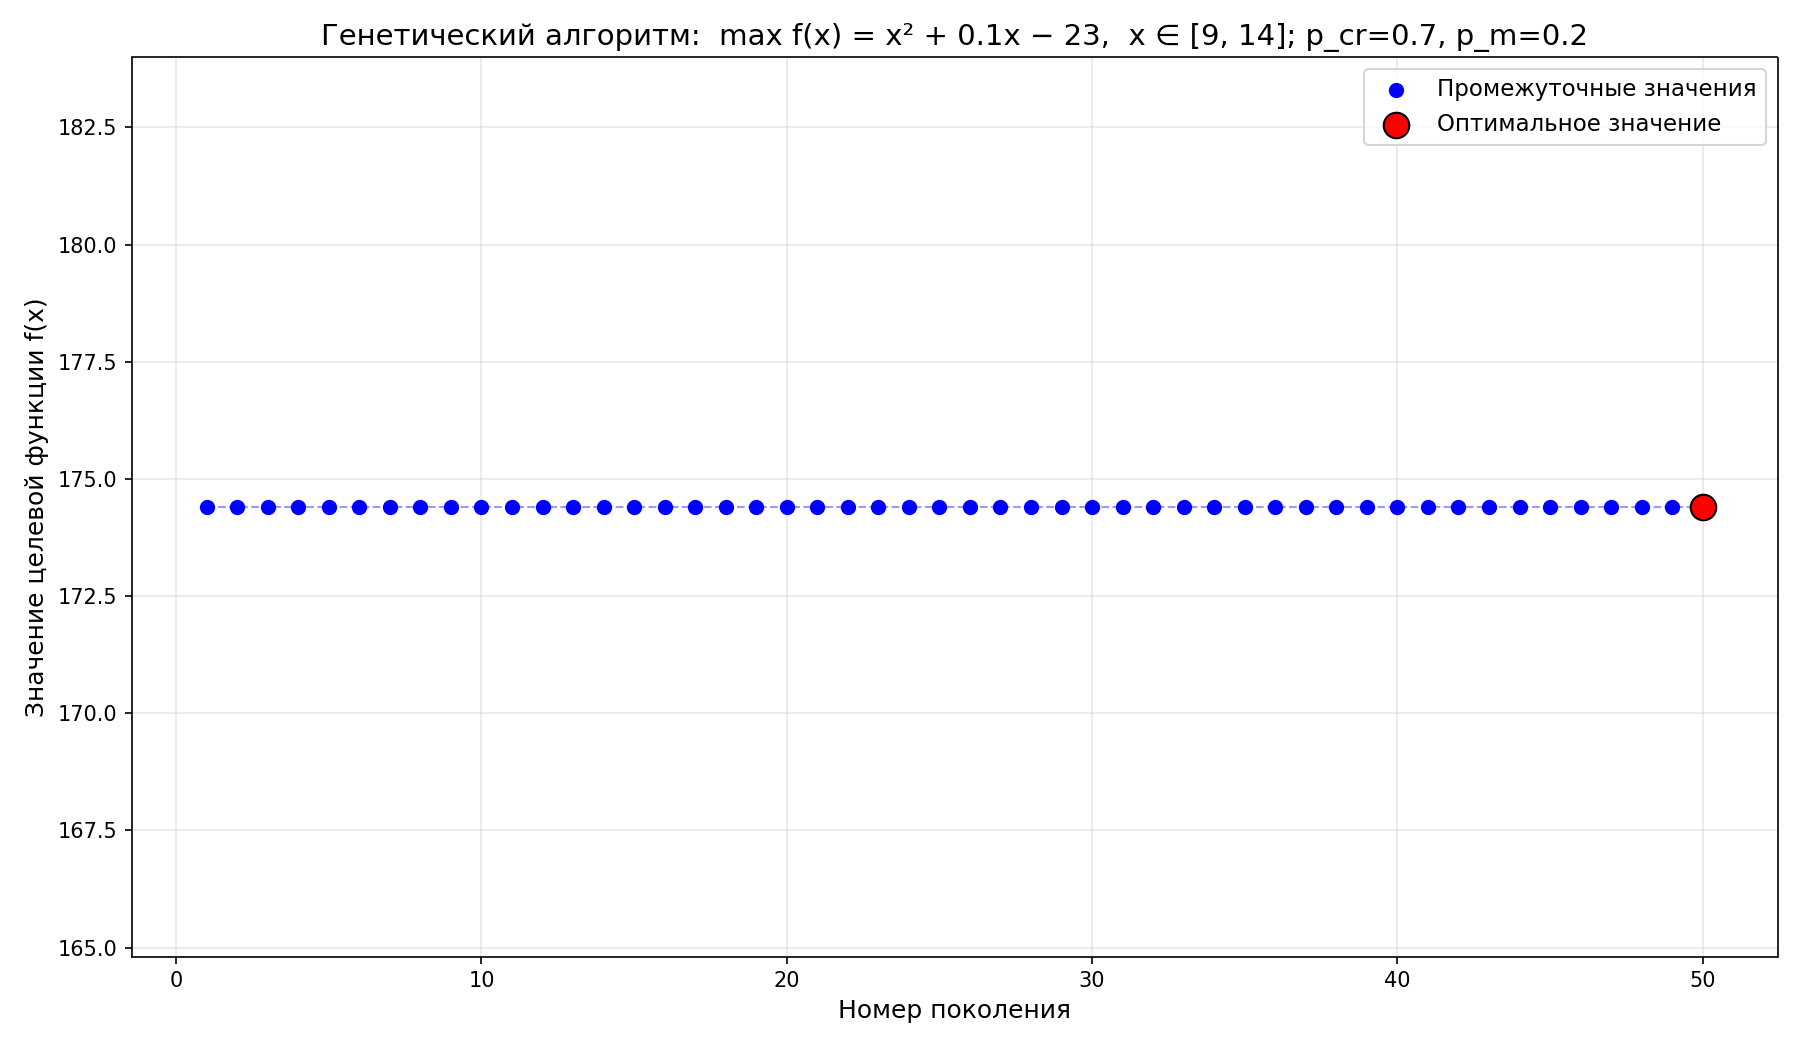 Генетический алгоритм:  max f(x) = x² + 0.1x − 23,  x ∈ [9, 14]; p_cr=0.7, p_m=0.2
Промежуточные значения
Оптимальное значение
Значение целевой функции f(x)
182.5
180.0
177.5
175.0
172.5
170.0
167.5
165.0
0 10 20 30 40 50
Номер поколения